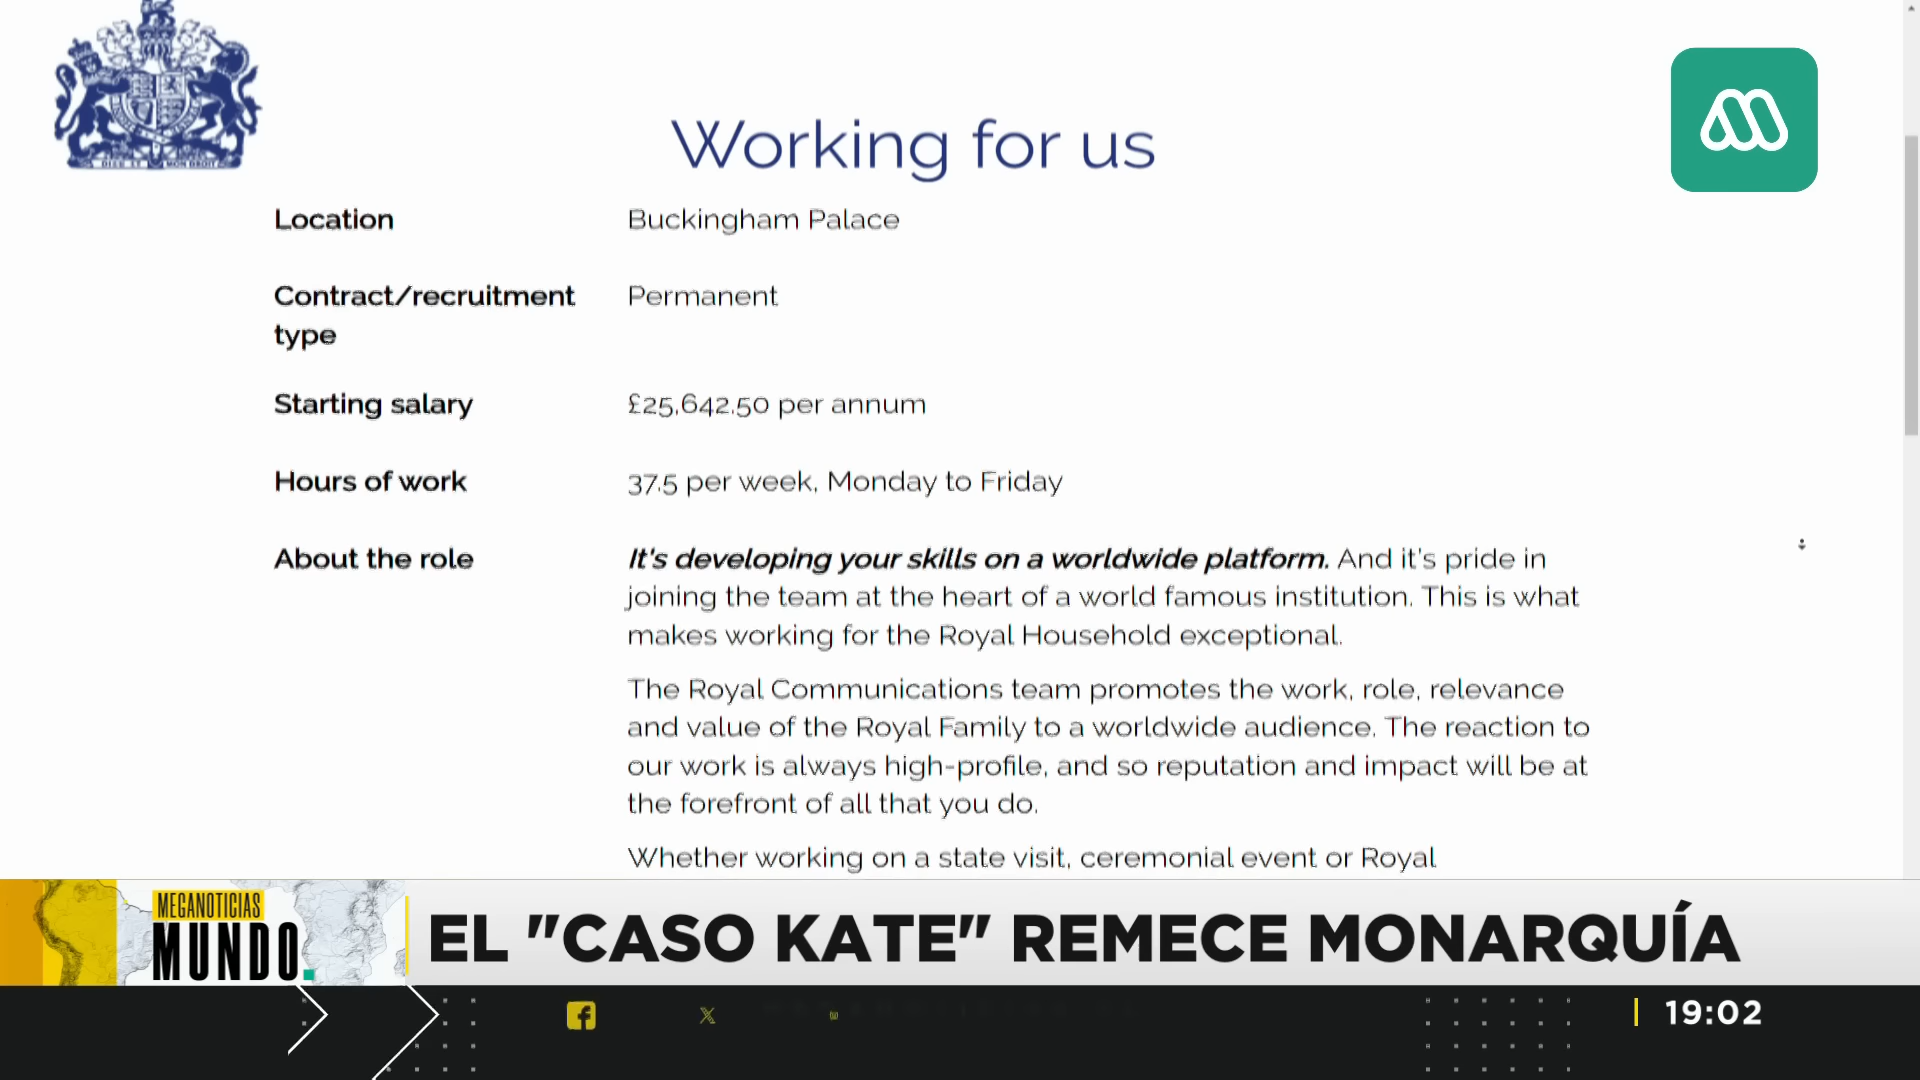 DIEU ET MON DROIT
Working for us
Location Buckingham Palace
Contract/recruitment type Permanent
Starting salary £25,642.50 per annum
Hours of work 37.5 per week, Monday to Friday
About the role It's developing your skills on a worldwide platform. And it's pride in
joining the team at the heart of a world famous institution. This is what
makes working for the Royal Household exceptional.
The Royal Communications team promotes the work, role, relevance
and value of the Royal Family to a worldwide audience. The reaction to
our work is always high-profile, and so reputation and impact will be at
the forefront of all that you do.
Whether working on a state visit, ceremonial event or Royal
MEGANOTICIAS
MUNDO.
EL "CASO KATE" REMECE MONARQUÍA
19:02